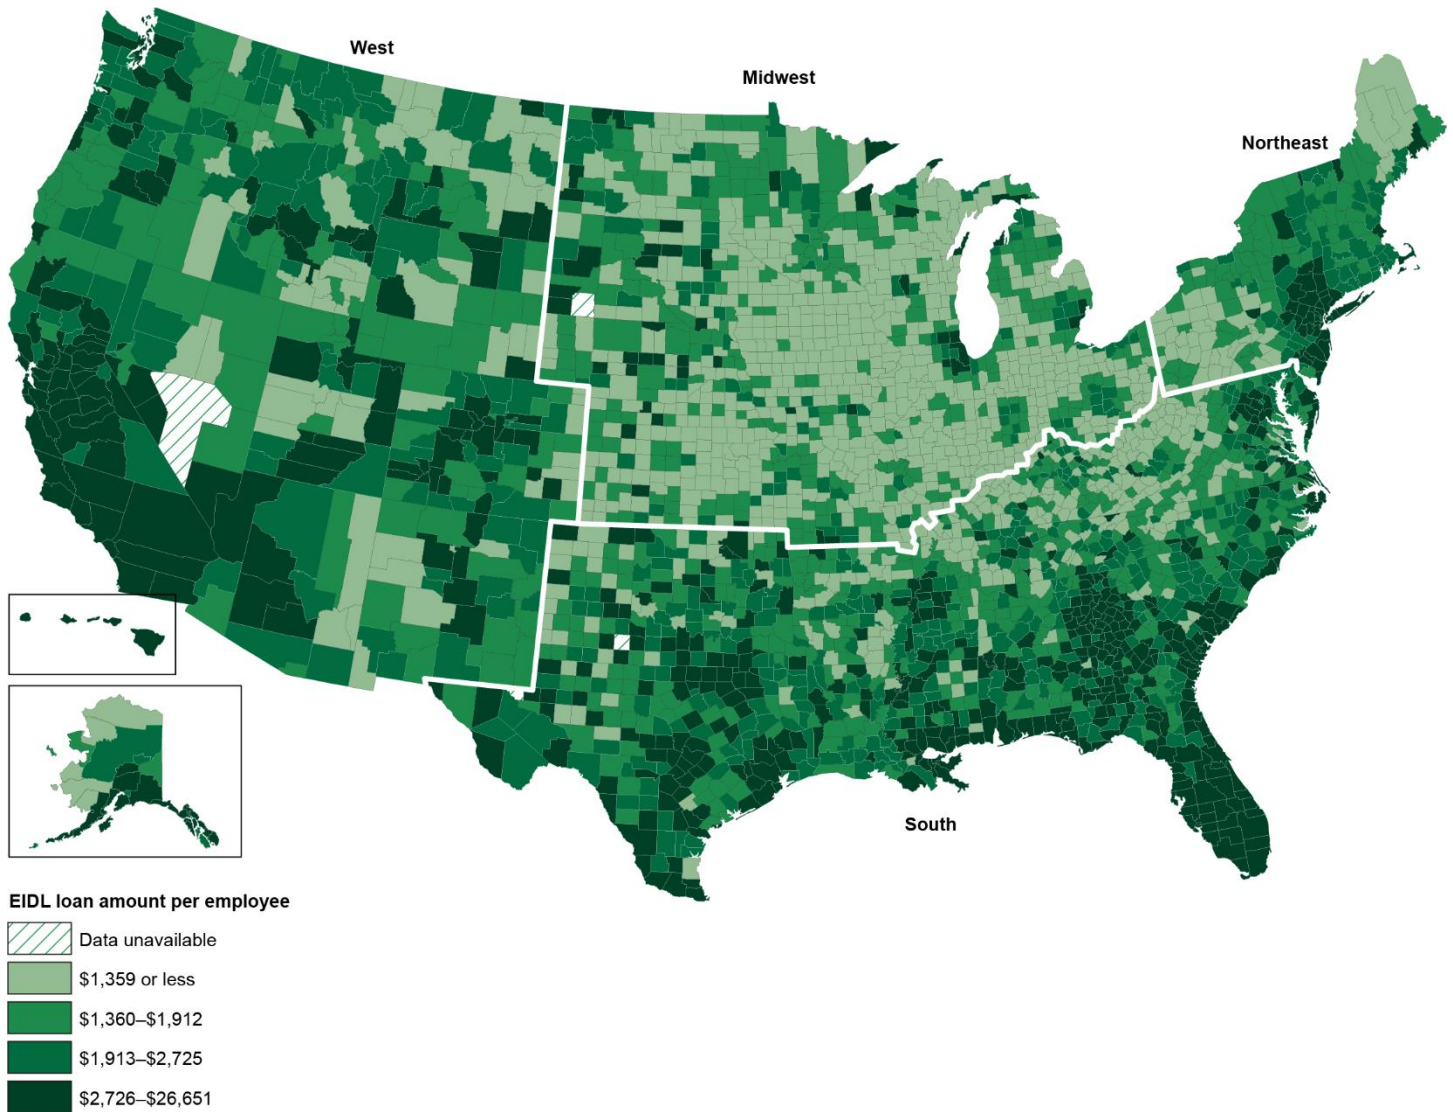 West
Midwest
Northeast
South
EIDL loan amount per employee
Data unavailable
$1,359 or less
$1,360–$1,912
$1,913–$2,725
$2,726–$26,651